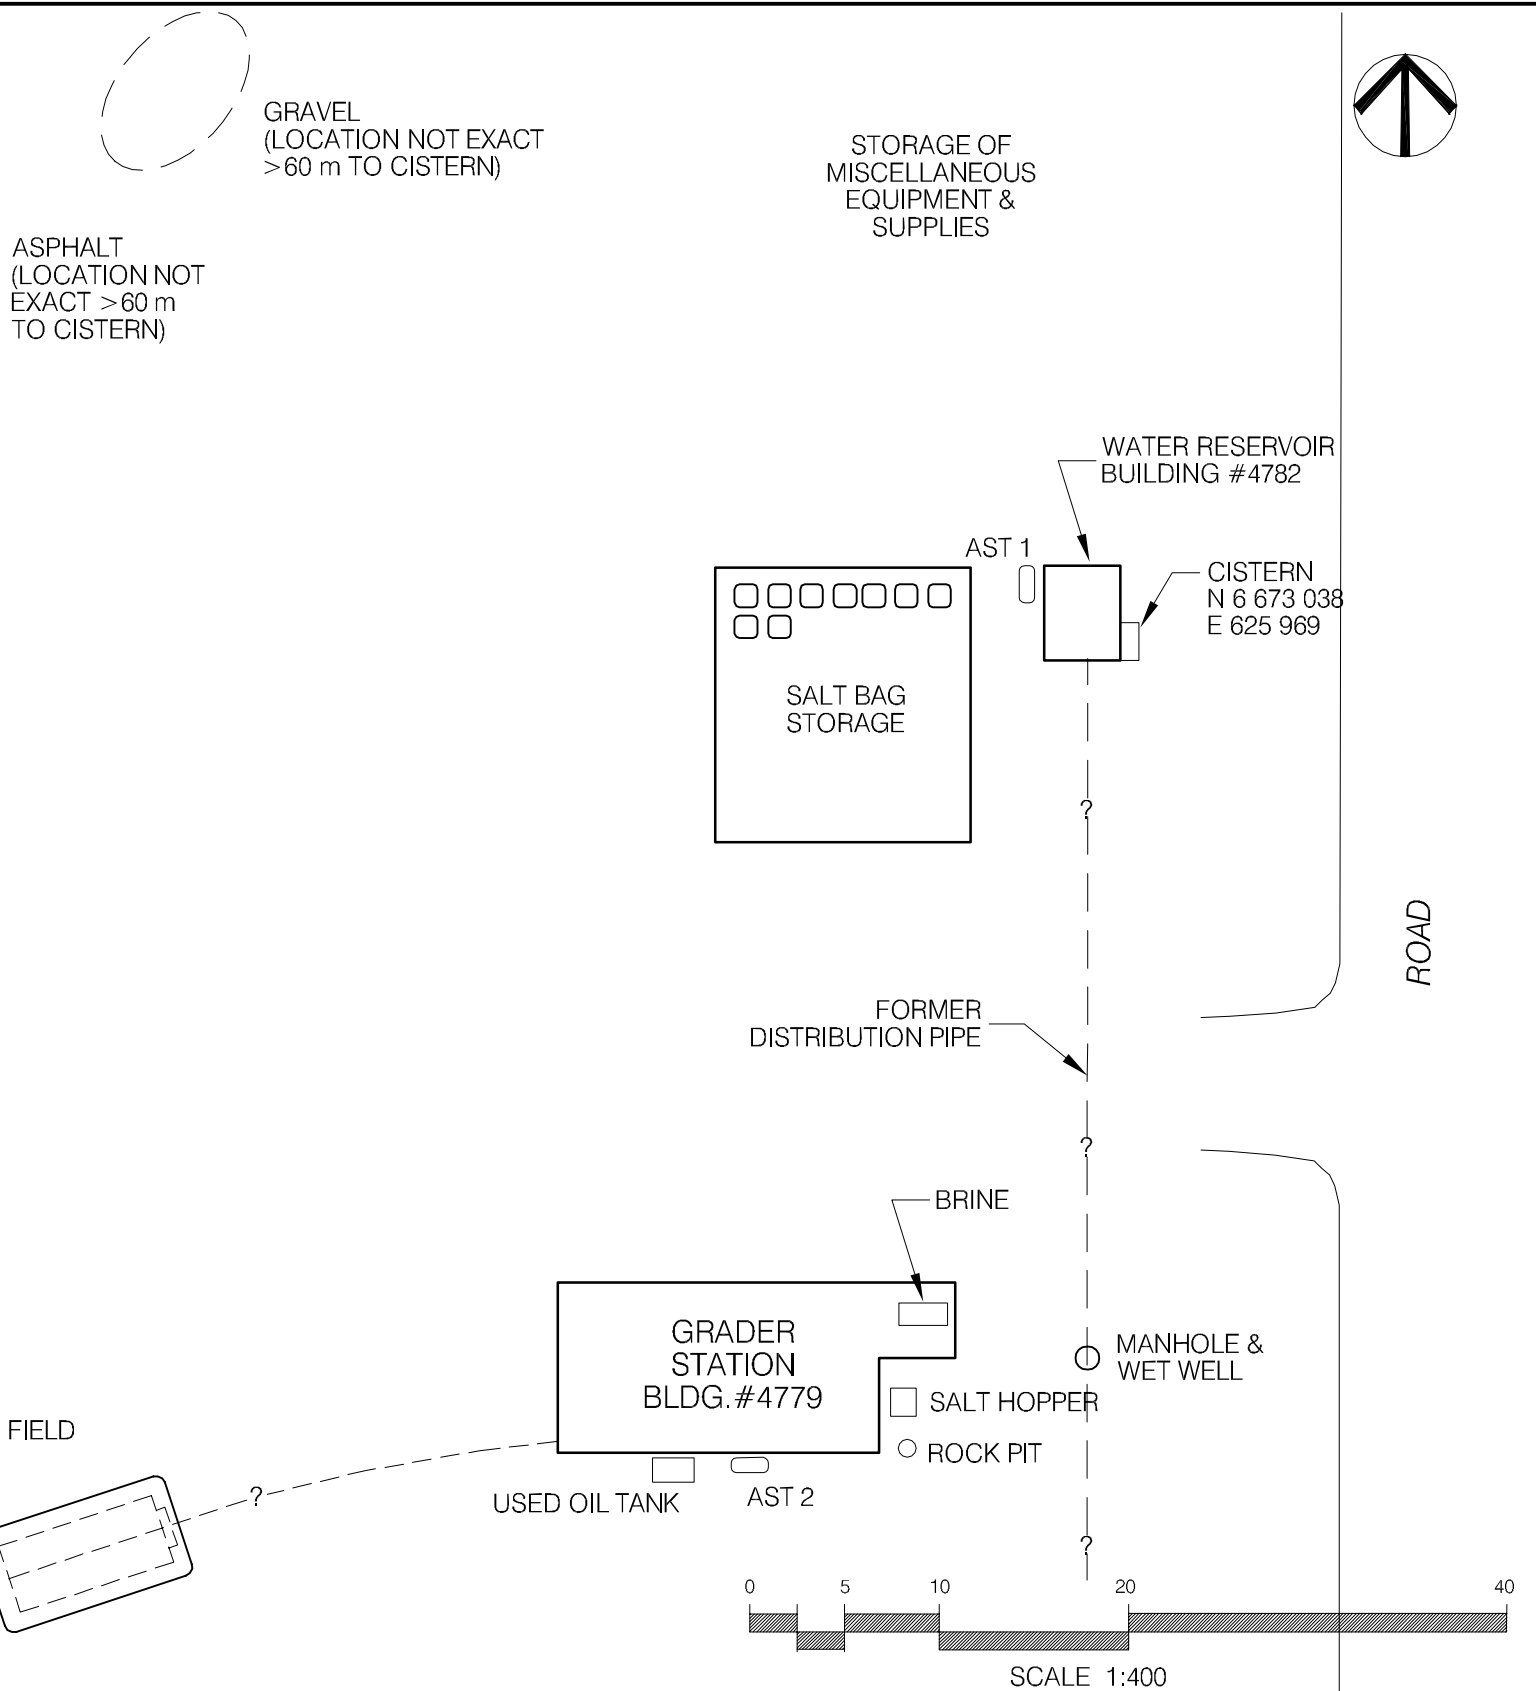 GRAVEL
(LOCATION NOT EXACT
>60 m TO CISTERN)
STORAGE OF
MISCELLANEOUS
EQUIPMENT &
SUPPLIES
ASPHALT
(LOCATION NOT
EXACT >60 m
TO CISTERN)
WATER RESERVOIR
BUILDING #4782
AST 1
CISTERN
N 6 673 038
E 625 969
SALT BAG
STORAGE
?
ROAD
FORMER
DISTRIBUTION PIPE
?
BRINE
GRADER
STATION
BLDG.#4779
MANHOLE &
WET WELL
SALT HOPPER
ROCK PIT
FIELD
?
USED OIL TANK
AST 2
?
0 5 10 20 40
SCALE 1:400